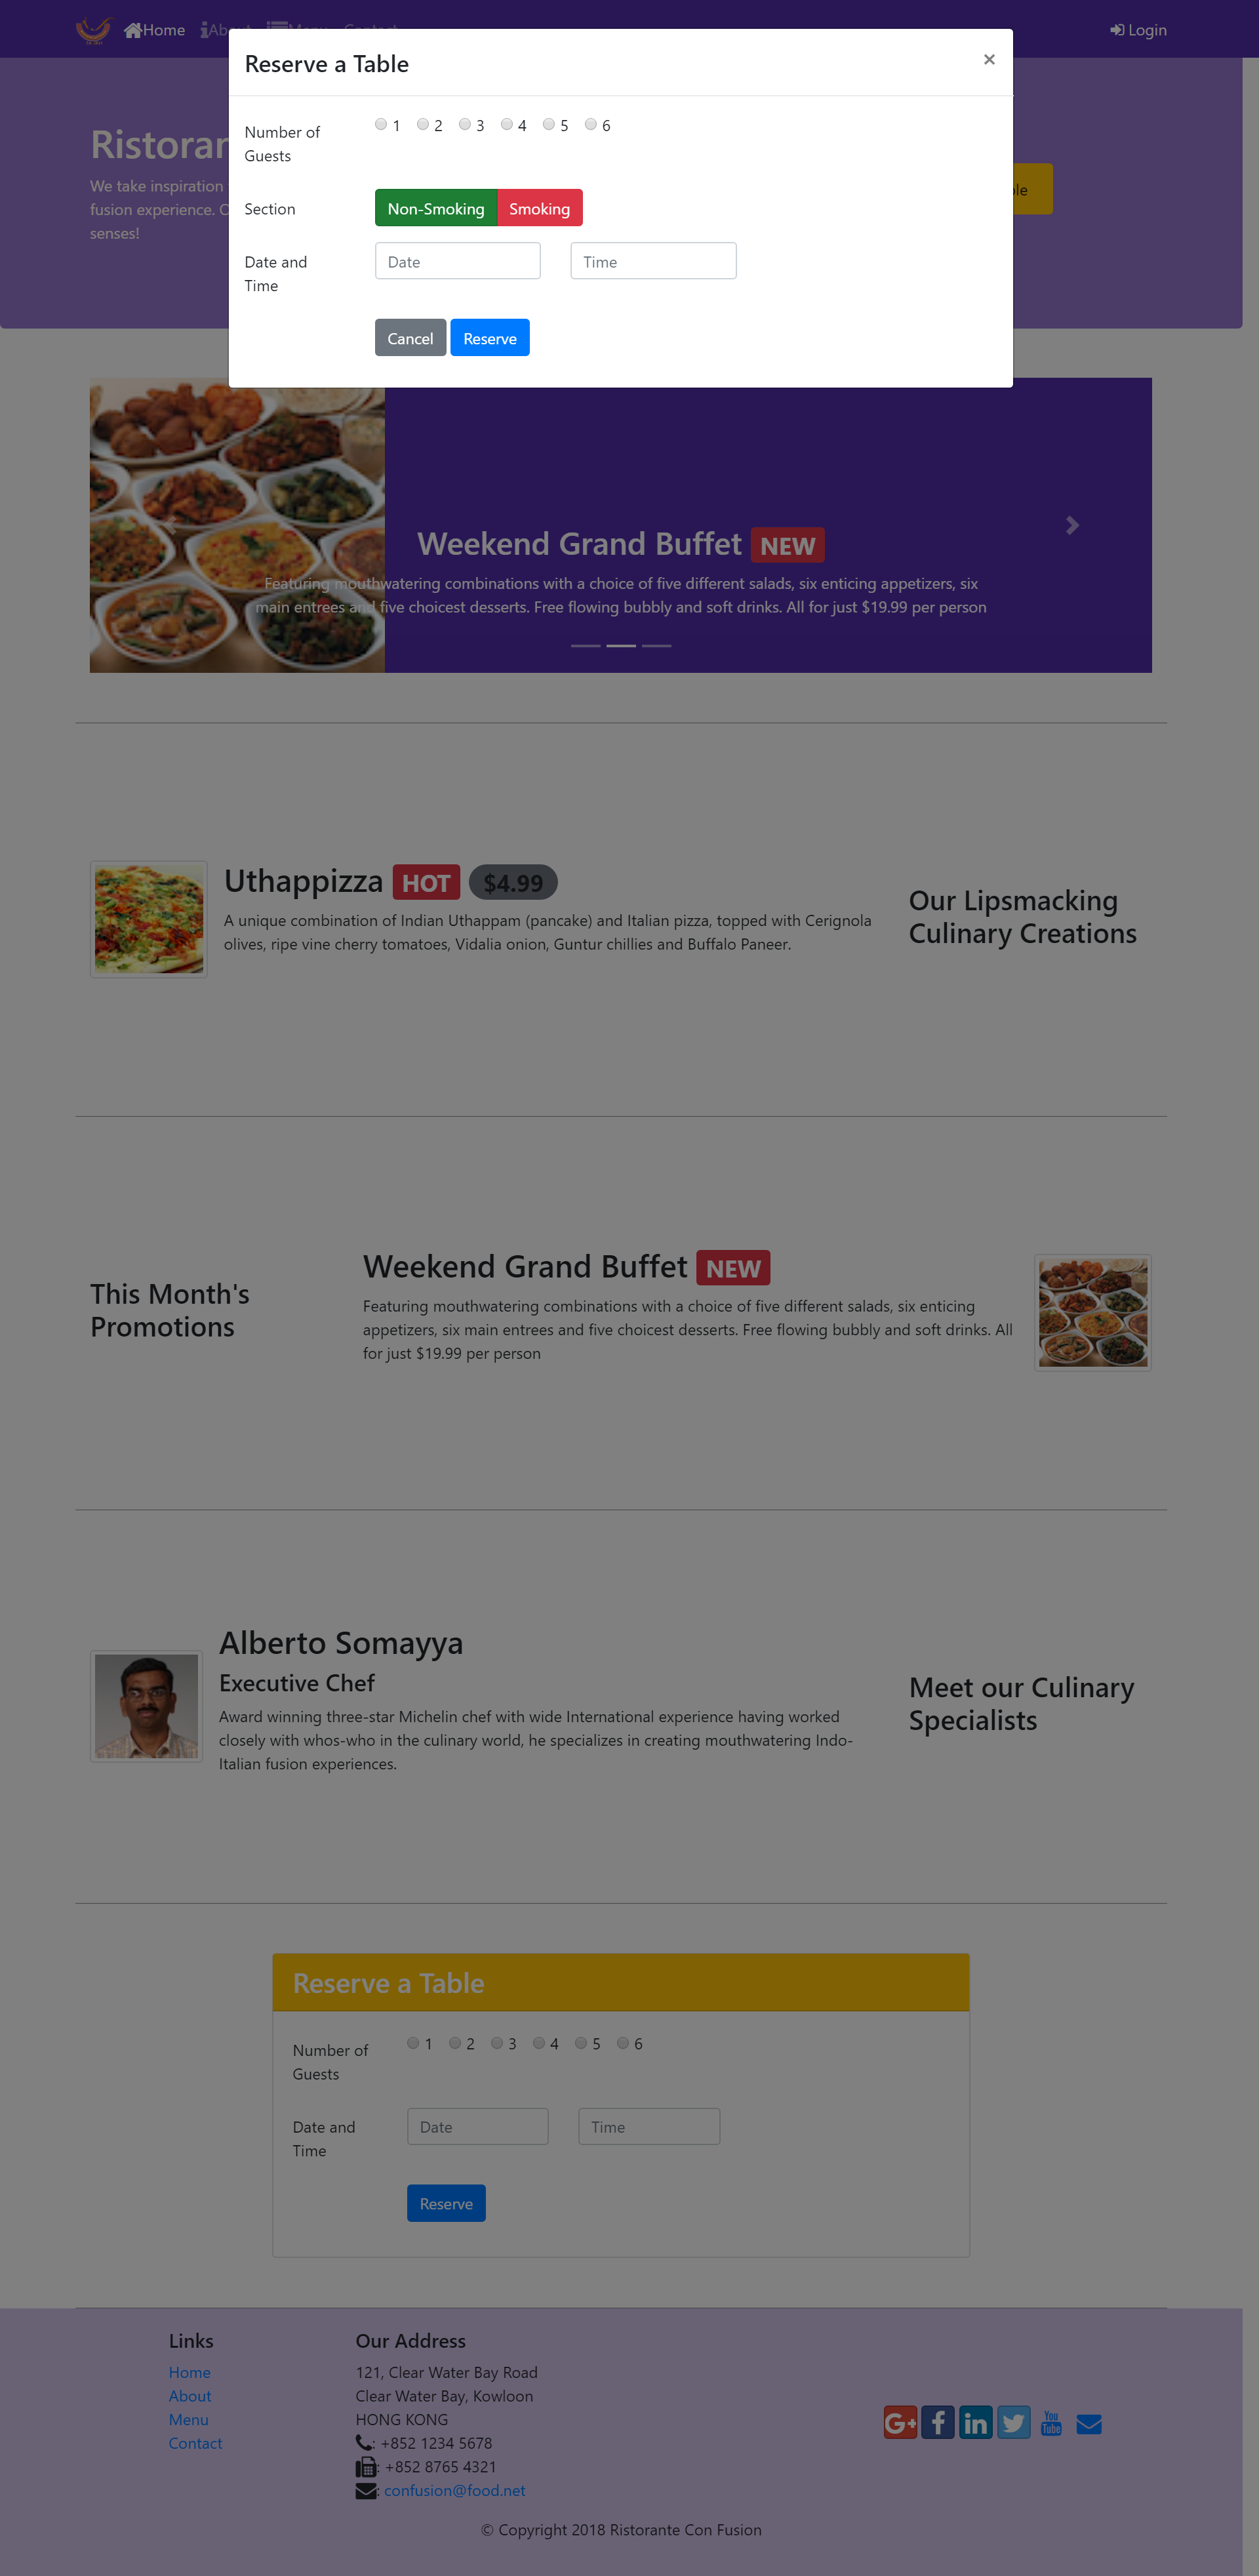 Home
Login
Reserve a Table
×
Number of
Guests
1 2 3 4 5 6
Section
Non-Smoking Smoking
Date and
Time
Date
Time
Cancel Reserve
We take inspiration
senses!
Weekend Grand Buffet NEW
Featuring mouthwatering combinations with a choice of five different salads, six enticing appetizers, six
main entrees and five choicest desserts. Free flowing bubbly and soft drinks. All for just $19.99 per person
Uthappizza HOT $4.99
A unique combination of Indian Uthappam (pancake) and Italian pizza, topped with Cerignola
olives, ripe vine cherry tomatoes, Vidalia onion, Guntur chillies and Buffalo Paneer.
Our Lipsmacking
Culinary Creations
This Month's
Promotions
Weekend Grand Buffet NEW
Featuring mouthwatering combinations with a choice of five different salads, six enticing
appetizers, six main entrees and five choicest desserts. Free flowing bubbly and soft drinks. All
for just $19.99 per person
Alberto Somayya
Executive Chef
Award winning three-star Michelin chef with wide International experience having worked
closely with whos-who in the culinary world, he specializes in creating mouthwatering Indo-
Italian fusion experiences.
Meet our Culinary
Specialists
Reserve a Table
Number of
Guests
1 2 3 4 5 6
Date and
Time
Date
Time
Reserve
Links
Home
About
Menu
Contact
Our Address
121, Clear Water Bay Road
Clear Water Bay, Kowloon
HONG KONG
: +852 1234 5678
: +852 8765 4321
: confusion@food.net
G+ f in You Tube
© Copyright 2018 Ristorante Con Fusion